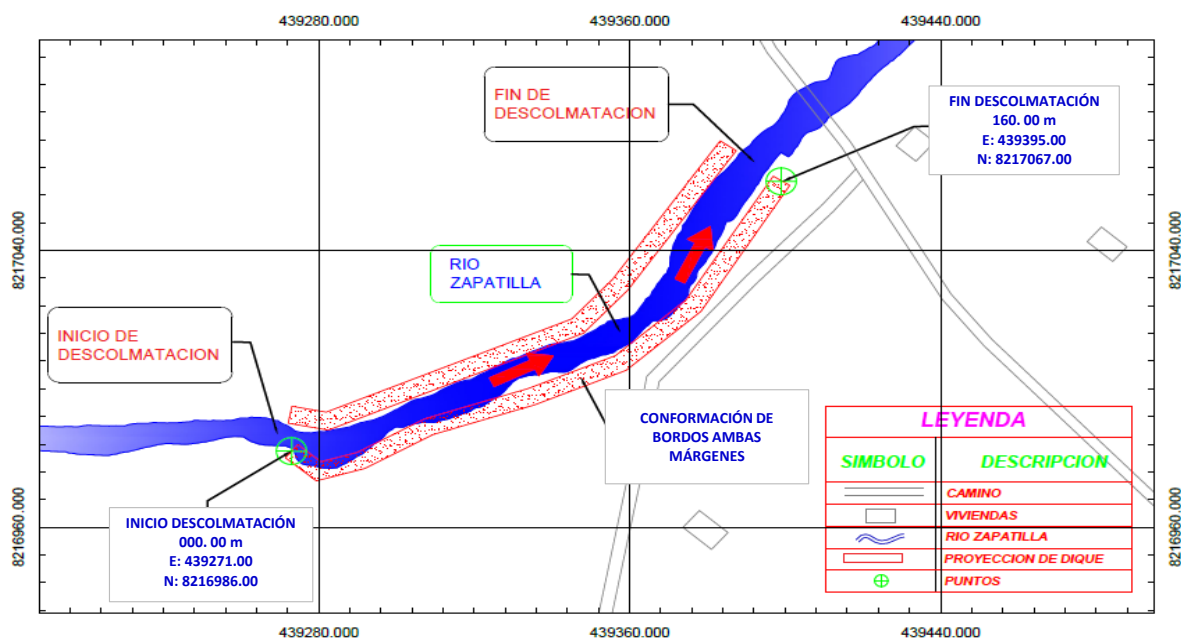 439280.000
439360.000
439440.000
FIN DE
DESCOLMATACION
FIN DESCOLMATACIÓN
160. 00 m
E: 439395.00
N: 8217067.00
8217040.000
8217040.000
RIO
ZAPATILLA
INICIO DE
DESCOLMATACION
CONFORMACIÓN DE
BORDOS AMBAS
MÁRGENES
LEYENDA
SIMBOLO
DESCRIPCION
CAMINO
VIVIENDAS
RIO ZAPATILLA
PROYECCION DE DIQUE
PUNTOS
8216960.000
8216960.000
INICIO DESCOLMATACIÓN
000. 00 m
E: 439271.00
N: 8216986.00
439280.000
439360.000
439440.000